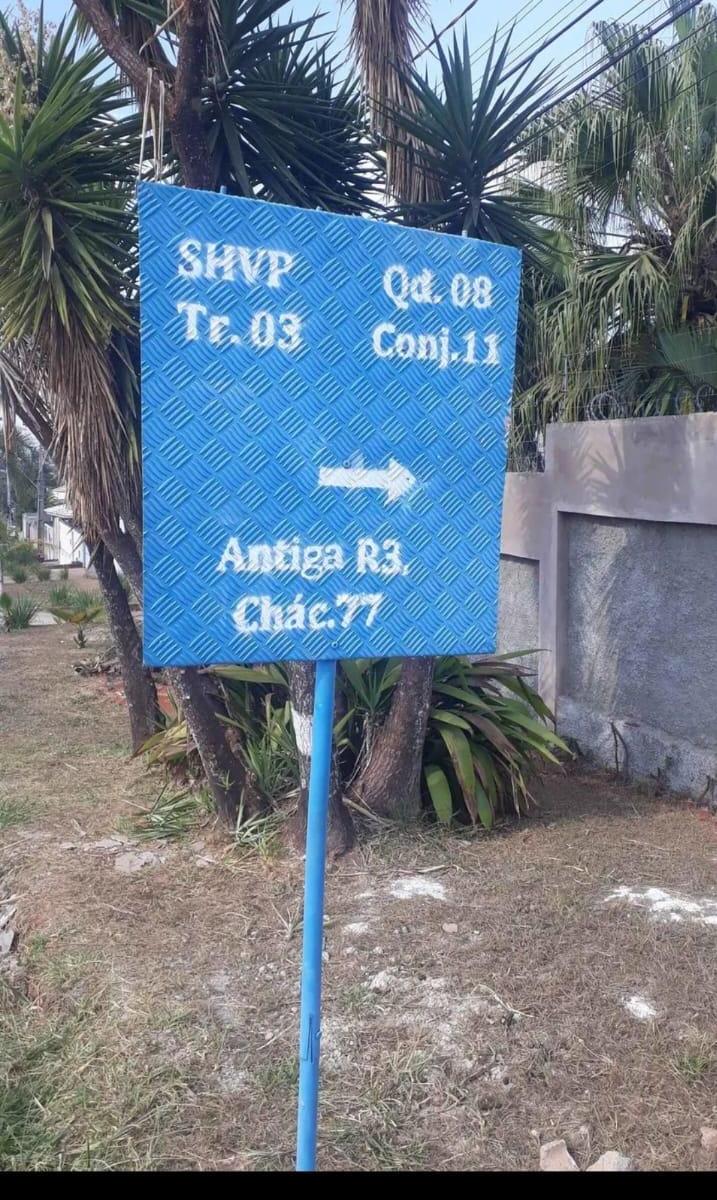 SHVP Qd. 08
Tr. 03 Conj.11
Antiga R3,
Chác.77